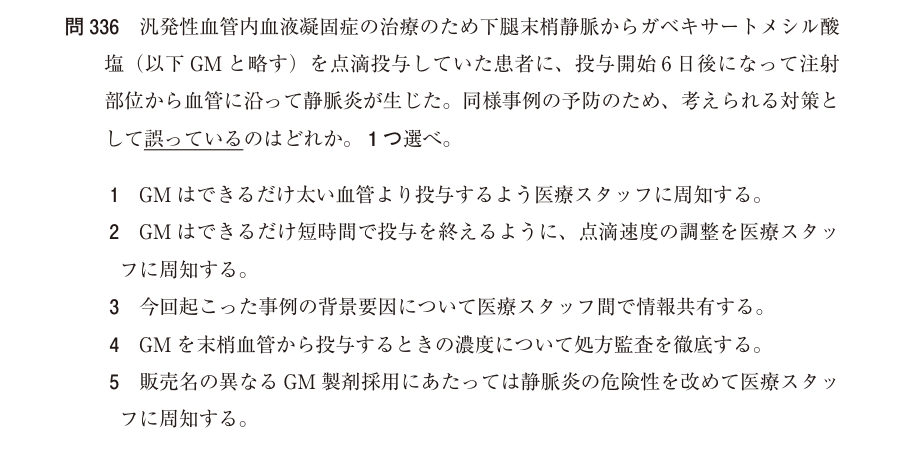 問 336　汎発性血管内血液凝固症の治療のため下腿末梢静脈からガベキサートメシル酸
塩（以下 GM と略す）を点滴投与していた患者に、投与開始 6 日後になって注射
部位から血管に沿って静脈炎が生じた。同様事例の予防のため、考えられる対策と
して誤っているのはどれか。1つ選べ。
1　GM はできるだけ太い血管より投与するよう医療スタッフに周知する。
2　GM はできるだけ短時間で投与を終えるように、点滴速度の調整を医療スタッ
フに周知する。
3　今回起こった事例の背景要因について医療スタッフ間で情報共有する。
4　GM を末梢血管から投与するときの濃度について処方監査を徹底する。
5　販売名の異なる GM 製剤採用にあたっては静脈炎の危険性を改めて医療スタッ
フに周知する。